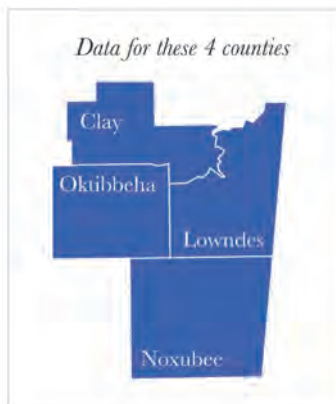 Data for these 4 counties
Clay
Oktibbeha
Lowndes
Noxubee